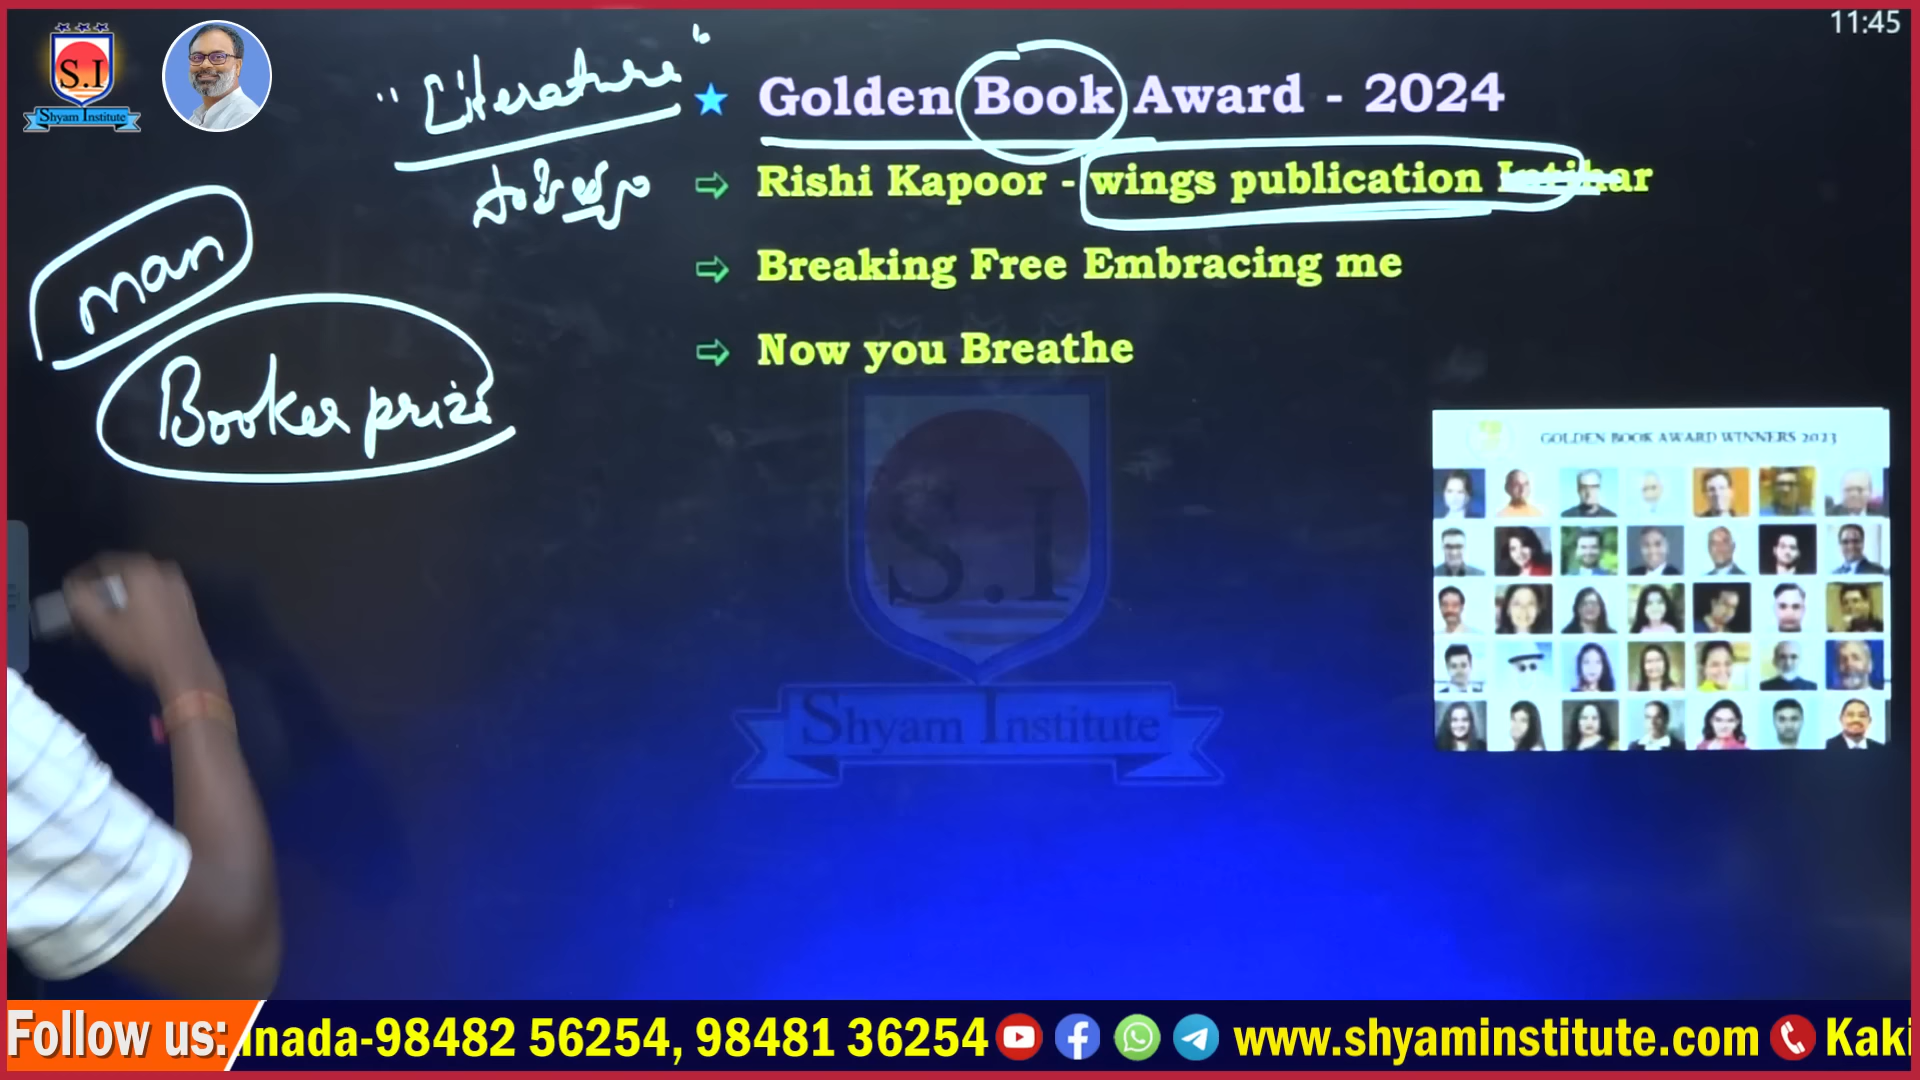 11:45
S.I
Shyam Institute
"Literature"
సాహిత్యం
★ Golden Book Award - 2024
⇨ Rishi Kapoor - wings publication Intihar
⇨ Breaking Free Embracing me
⇨ Now you Breathe
man
Booker prize
GOLDEN BOOK AWARD WINNERS 2023
S.I
Shyam Institute
Follow us: nada-98482 56254, 98481 36254 www.shyaminstitute.com Kaki